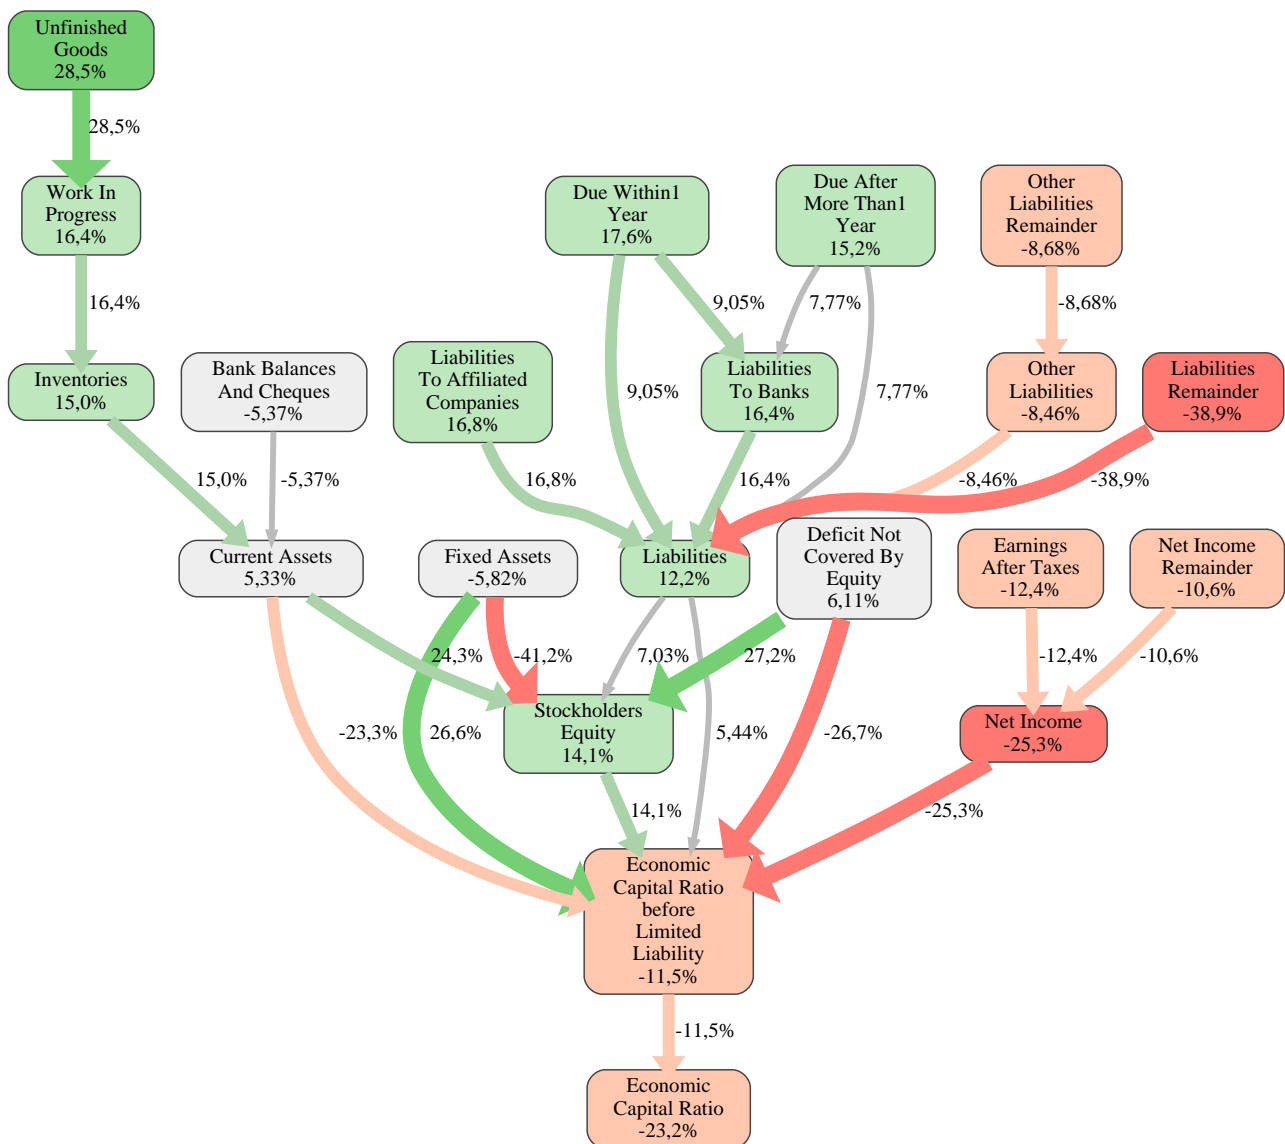 Unfinished
Goods
28,5%
28,5%
Work In
Progress
16,4%
Due Within1
Year
17,6%
Due After
More Than1
Year
15,2%
Other
Liabilities
Remainder
-8,68%
16,4%
9,05%
7,77%
-8,68%
Inventories
15,0%
Bank Balances
And Cheques
-5,37%
Liabilities
To Affiliated
Companies
16,8%
9,05%
Liabilities
To Banks
16,4%
7,77%
Other
Liabilities
-8,46%
Liabilities
Remainder
-38,9%
15,0%
-5,37%
16,8%
16,4%
-8,46%
-38,9%
Current Assets
5,33%
Fixed Assets
-5,82%
Liabilities
12,2%
Deficit Not
Covered By
Equity
6,11%
Earnings
After Taxes
-12,4%
Net Income
Remainder
-10,6%
24,3%
-41,2%
7,03%
27,2%
-12,4%
-10,6%
-23,3%
26,6%
Stockholders
Equity
14,1%
5,44%
-26,7%
Net Income
-25,3%
14,1%
-25,3%
Economic
Capital Ratio
before
Limited
Liability
-11,5%
-11,5%
Economic
Capital Ratio
-23,2%